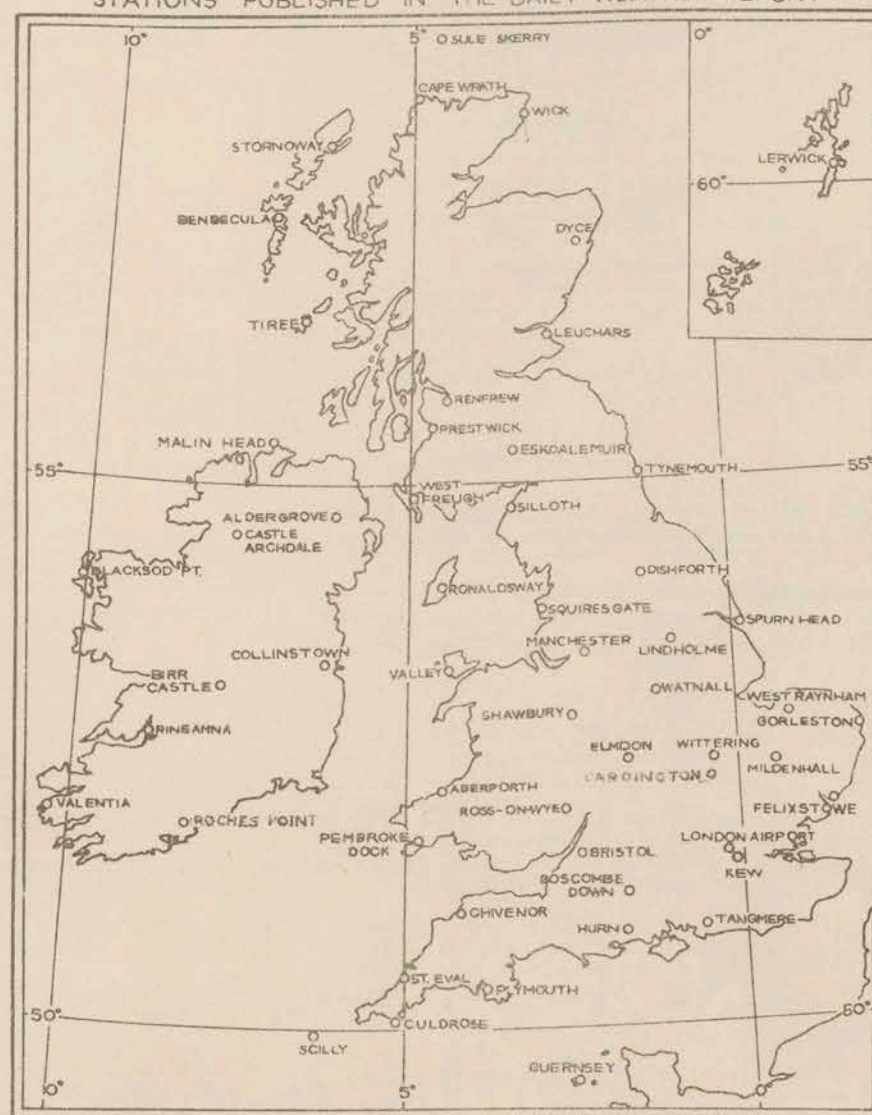 STATIONS PUBLISHED IN THE DAILY WEATHER REPORT
10°
5°
0°
SULE SKERRY
CAPE WRATH
WICK
STORNOWAY
LERWICK
60°
BENBECULA
DYCE
TIREE
LEUCHARS
RENFREW
PRESTWICK
MALIN HEAD
ESKDALEMUIR
55°
TYNEMOUTH
55°
WEST
FREUGH
SILLOTH
ALDERGROVE
CASTLE
ARCHDALE
BLACKSOD PT.
DISHFORTH
RONALDSWAY
SQUIRES GATE
SPURN HEAD
MANCHESTER
LINDHOLME
COLLINSTOWN
VALLEY
BIRR
CASTLE
WATNALL
WEST RAYNHAM
SHAWBURY
GORLESTON
RINEANNA
ELMDON
WITTERING
MILDENHALL
CARDINGTON
ABERPORTH
VALENTIA
ROSS-ON-WYE
FELIXSTOWE
ROCHES POINT
PEMBROKE
DOCK
LONDON AIRPORT
BRISTOL
KEW
BOSCOMBE
DOWN
CHIVENOR
TANGMERE
HURN
ST. EVAL
PLYMOUTH
50°
CULDROSE
50°
SCILLY
GUERNSEY
10°
5°
0°